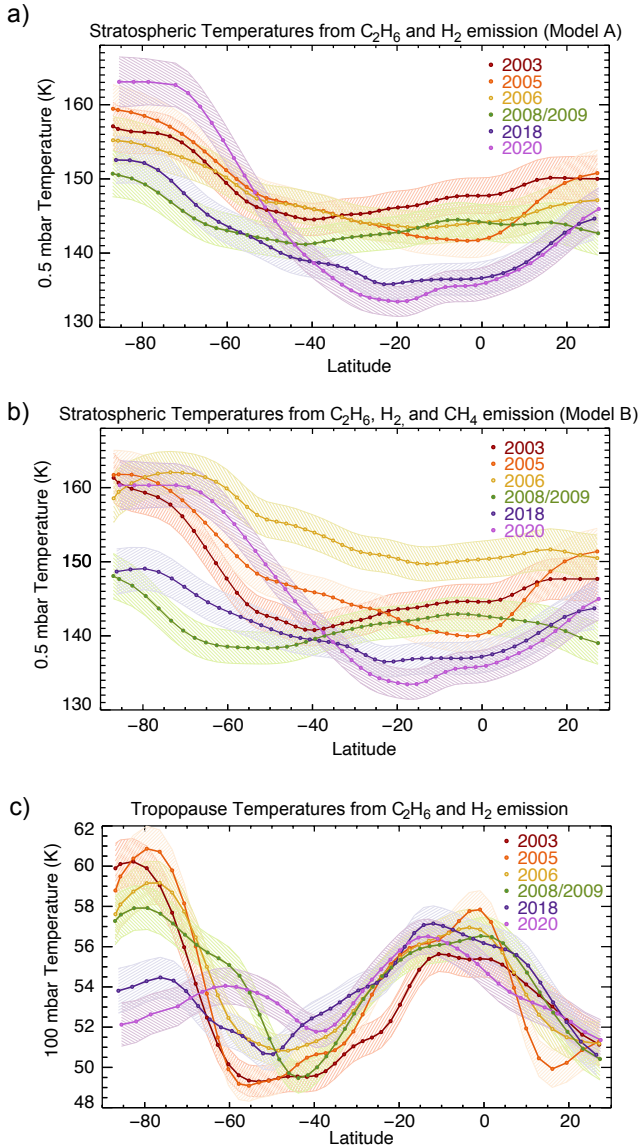 a)
Stratospheric Temperatures from C₂H₆ and H₂ emission (Model A)
0.5 mbar Temperature (K)
160
150
140
130
2003
2005
2006
2008/2009
2018
2020
−80 −60 −40 −20 0 20
Latitude
b)
Stratospheric Temperatures from C₂H₆, H₂, and CH₄ emission (Model B)
0.5 mbar Temperature (K)
160
150
140
130
2003
2005
2006
2008/2009
2018
2020
−80 −60 −40 −20 0 20
Latitude
c)
Tropopause Temperatures from C₂H₆ and H₂ emission
100 mbar Temperature (K)
62
60
58
56
54
52
50
48
2003
2005
2006
2008/2009
2018
2020
−80 −60 −40 −20 0 20
Latitude